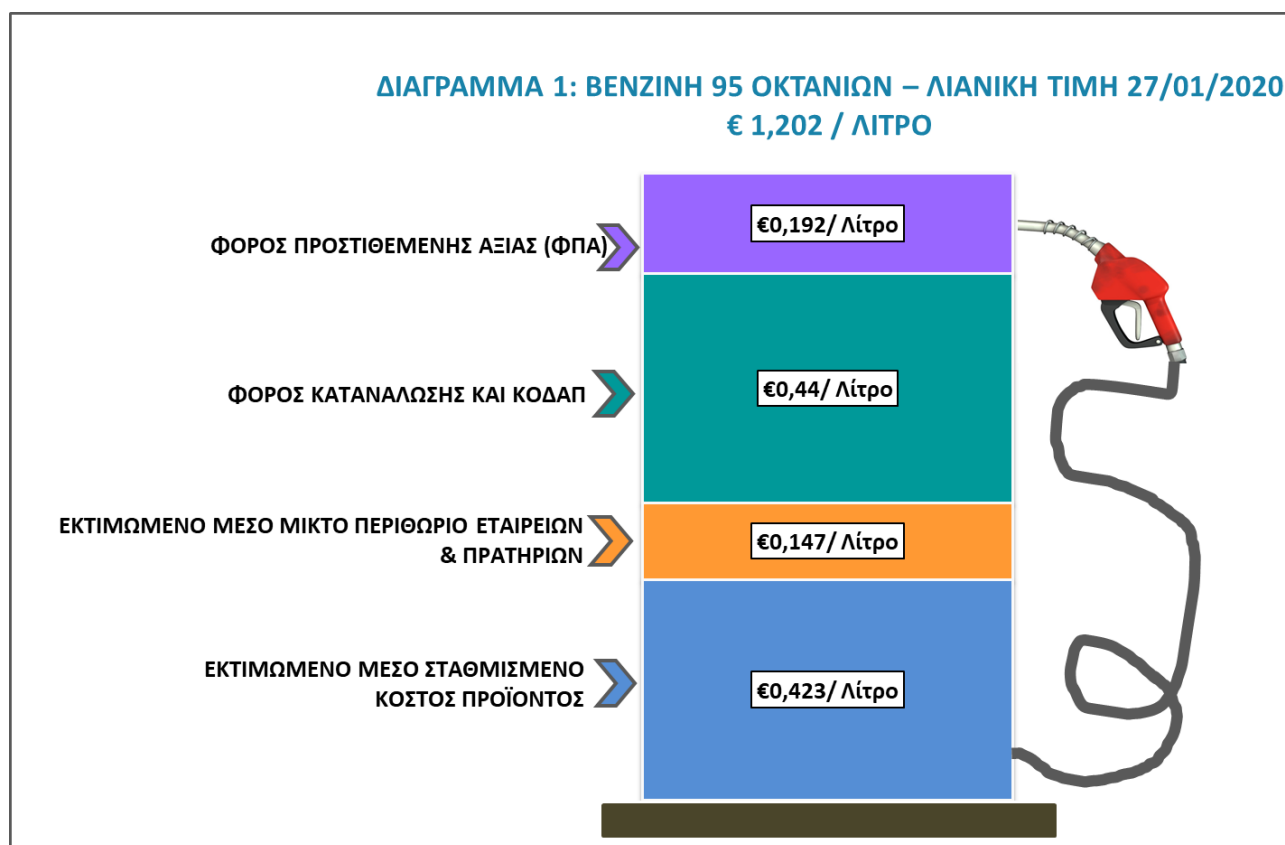 ΔΙΑΓΡΑΜΜΑ 1: ΒΕΝΖΙΝΗ 95 ΟΚΤΑΝΙΩΝ – ΛΙΑΝΙΚΗ ΤΙΜΗ 27/01/2020
€ 1,202 / ΛΙΤΡΟ
ΦΟΡΟΣ ΠΡΟΣΤΙΘΕΜΕΝΗΣ ΑΞΙΑΣ (ΦΠΑ)
€0,192/ Λίτρο
ΦΟΡΟΣ ΚΑΤΑΝΑΛΩΣΗΣ ΚΑΙ ΚΟΔΑΠ
€0,44/ Λίτρο
ΕΚΤΙΜΩΜΕΝΟ ΜΕΣΟ ΜΙΚΤΟ ΠΕΡΙΘΩΡΙΟ ΕΤΑΙΡΕΙΩΝ
& ΠΡΑΤΗΡΙΩΝ
€0,147/ Λίτρο
ΕΚΤΙΜΩΜΕΝΟ ΜΕΣΟ ΣΤΑΘΜΙΣΜΕΝΟ
ΚΟΣΤΟΣ ΠΡΟΪΟΝΤΟΣ
€0,423/ Λίτρο